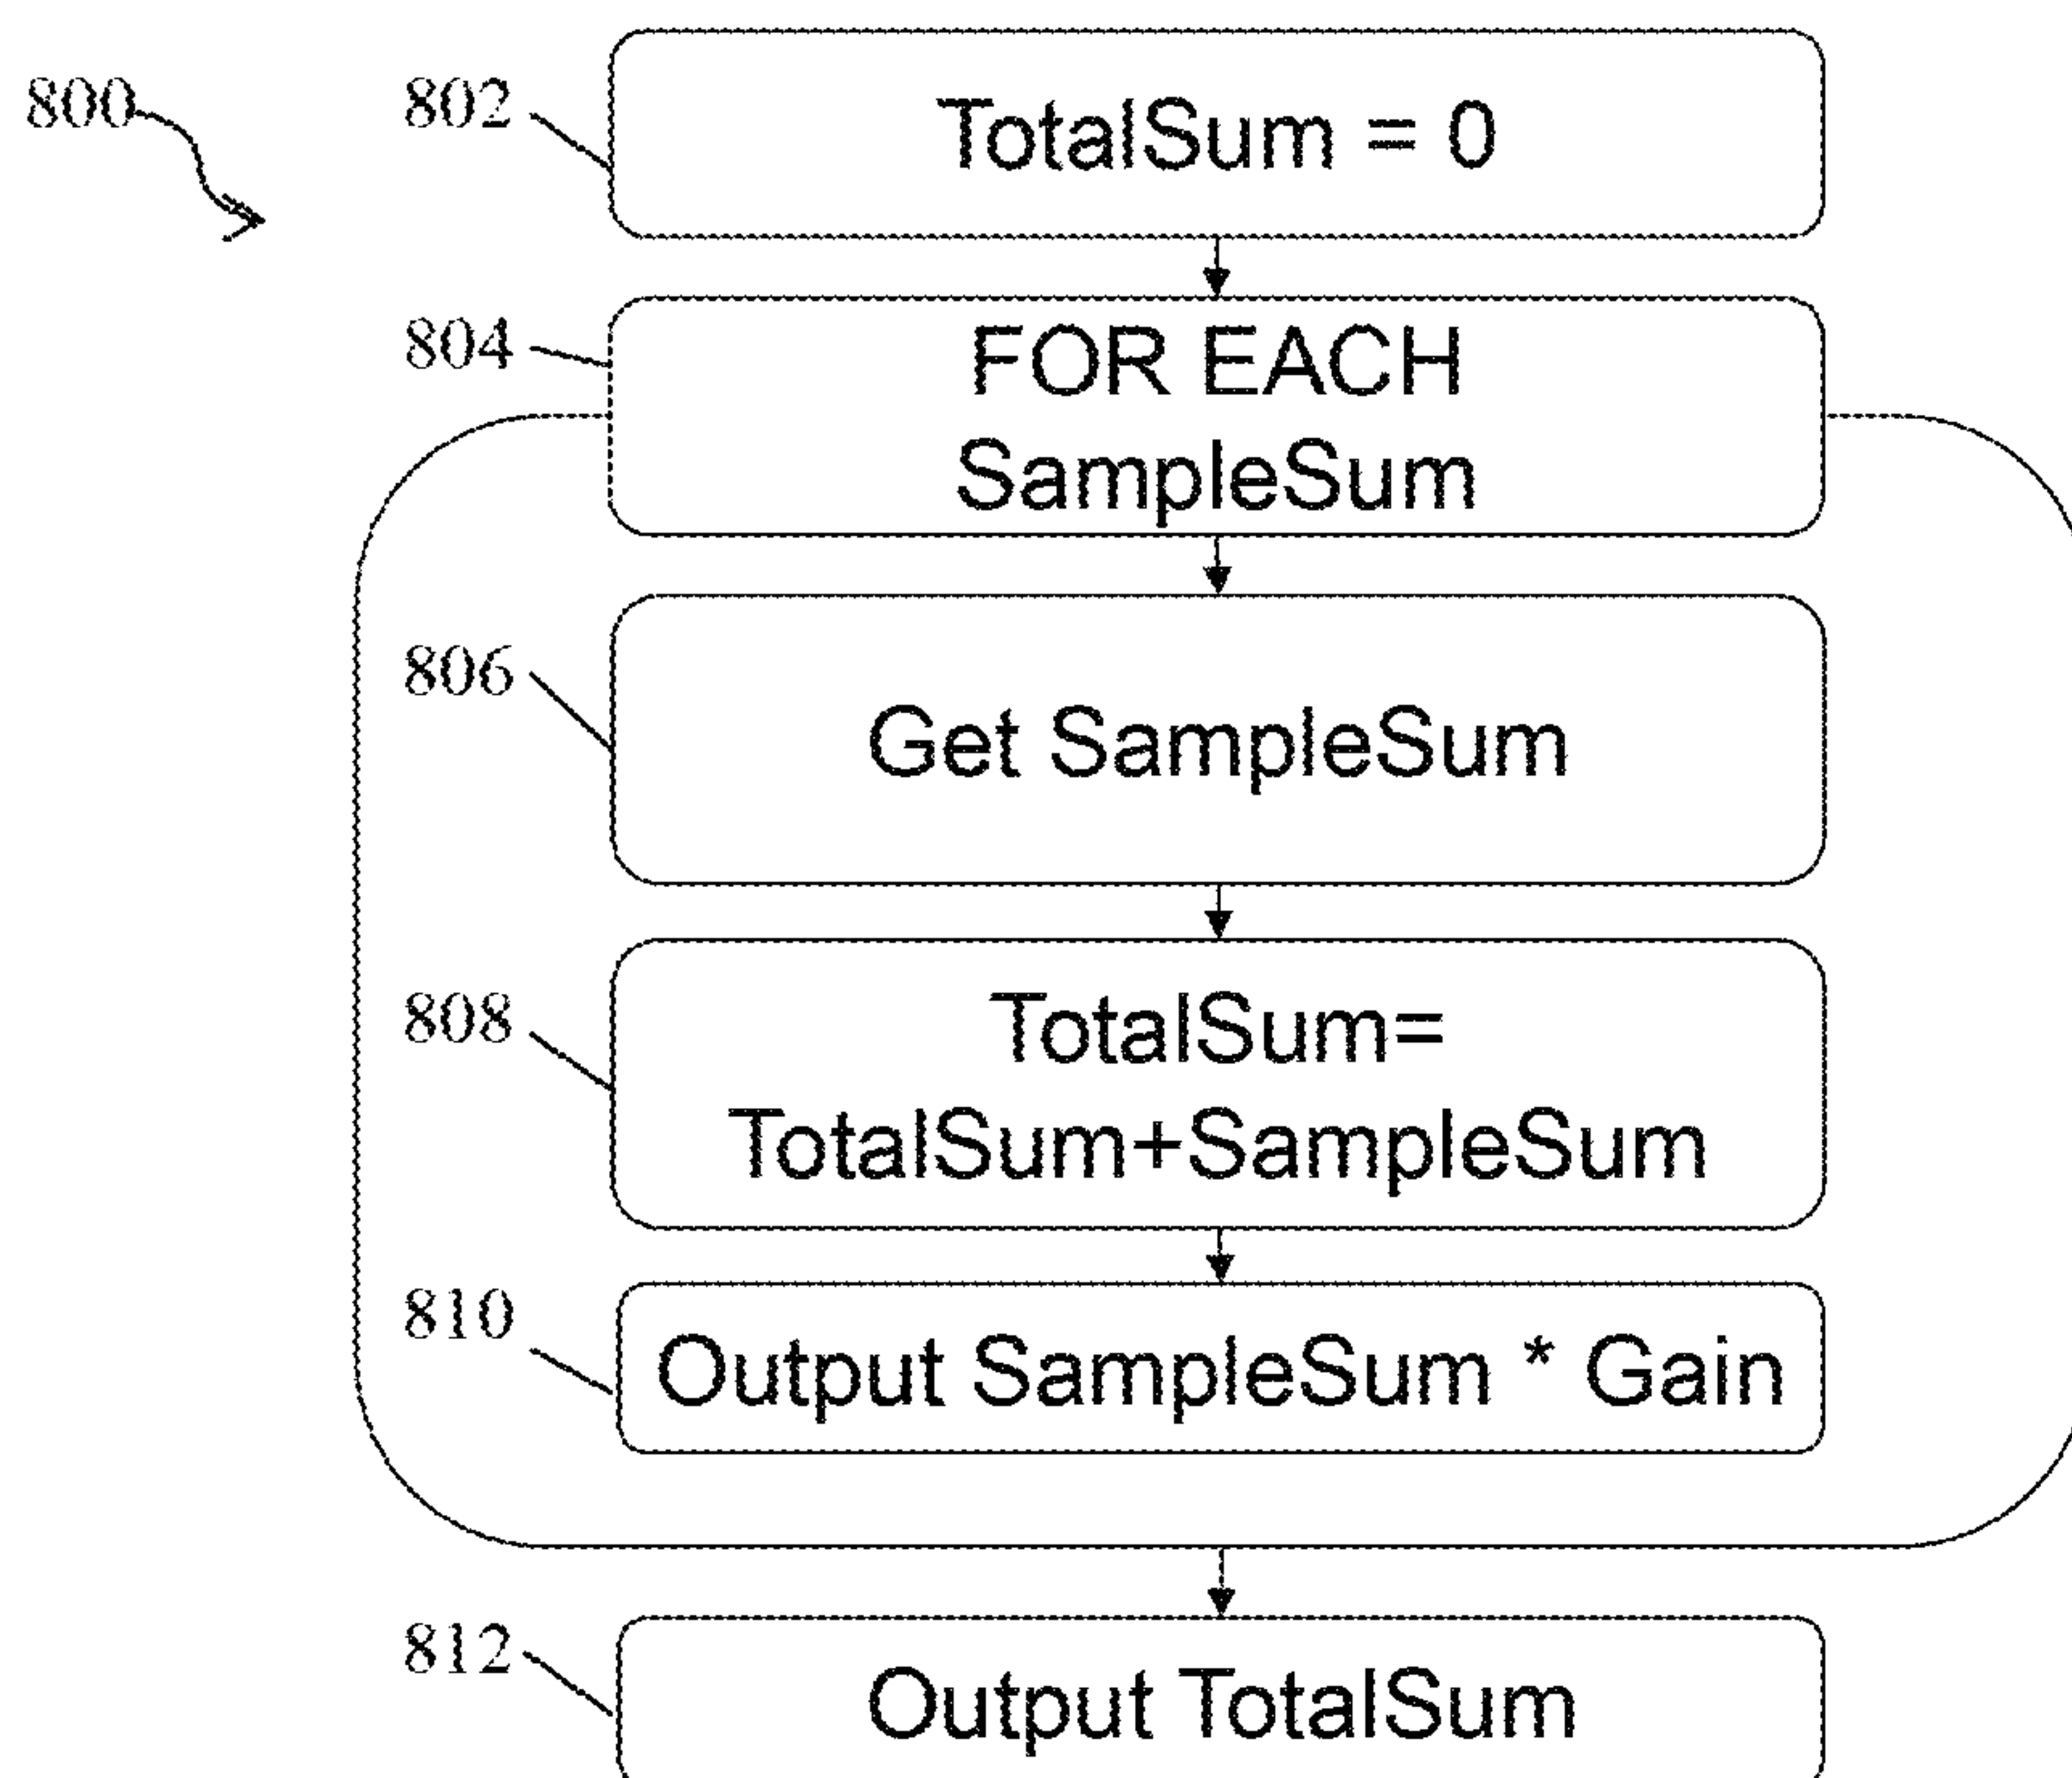 800
802
TotalSum = 0
804
FOR EACH
SampleSum
806
Get SampleSum
808
TotalSum=
TotalSum+SampleSum
810
Output SampleSum * Gain
812
Output TotalSum